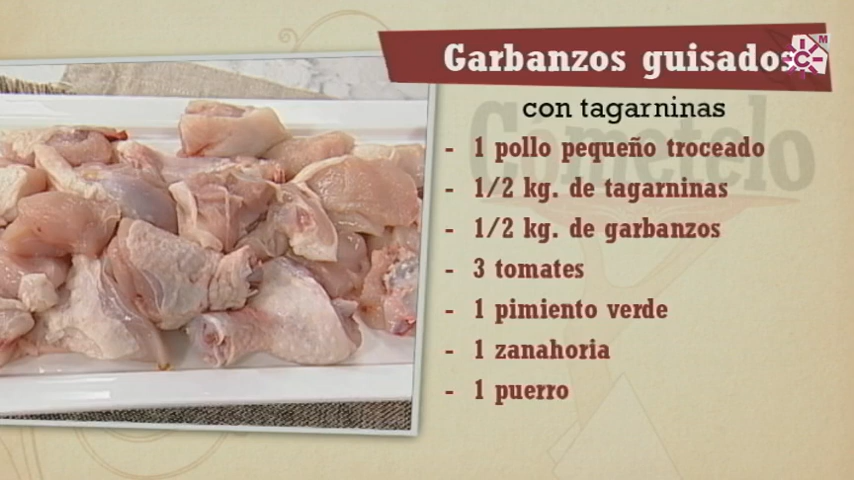 Garbanzos guisados
con tagarninas
- 1 pollo pequeño troceado
- 1/2 kg. de tagarninas
- 1/2 kg. de garbanzos
- 3 tomates
- 1 pimiento verde
- 1 zanahoria
- 1 puerro
Cómetelo
M